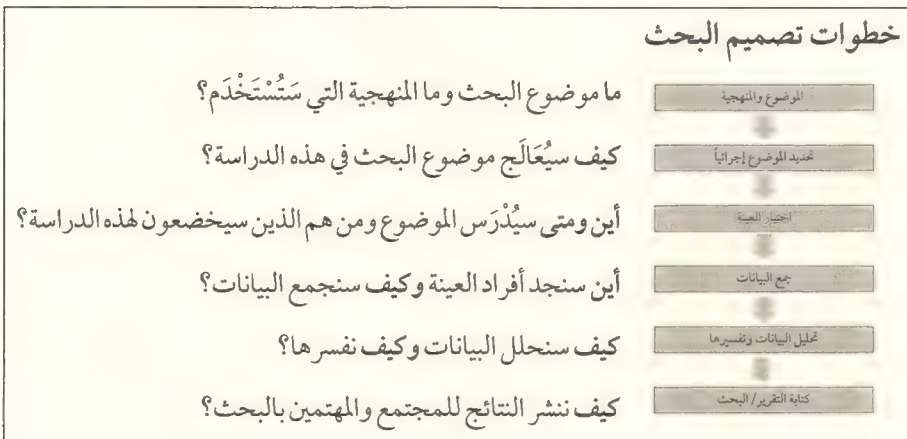 خطوات تصميم البحث
الموضوع والمنهجية
ما موضوع البحث وما المنهجية التي سَتُسْتَخْدَم؟
تحديد الموضوع إجرائياً
كيف سيُعَالَج موضوع البحث في هذه الدراسة؟
اختيار العينة
أين ومتى سيُدْرَس الموضوع ومن هم الذين سيخضعون لهذه الدراسة؟
جمع البيانات
أين سنجد أفراد العينة وكيف سنجمع البيانات؟
تحليل البيانات وتفسيرها
كيف سنحلل البيانات وكيف نفسرها؟
كتابة التقرير/ البحث
كيف ننشر النتائج للمجتمع والمهتمين بالبحث؟